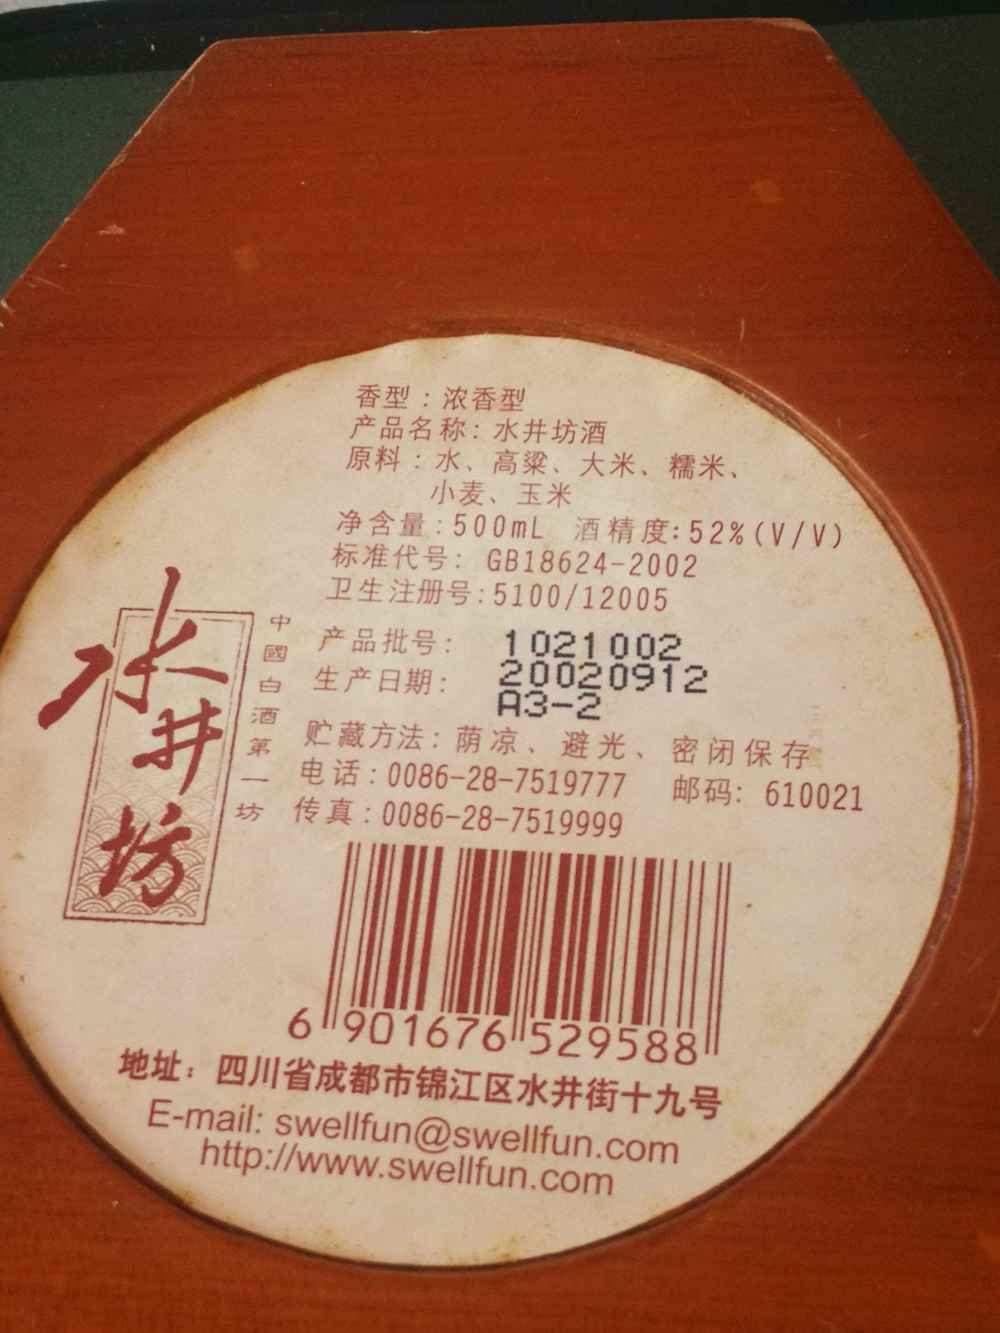 香型：浓香型
产品名称：水井坊酒
原料：水、高粱、大米、糯米、
小麦、玉米
净含量：500mL 酒精度：52%(V/V)
标准代号：GB18624-2002
卫生注册号：5100/12005
产品批号：1021002
生产日期：20020912
A3-2
贮藏方法：荫凉、避光、密闭保存
电话：0086-28-7519777 邮码：610021
传真：0086-28-7519999
水井坊
中國白酒第一坊
6 901676 529588
地址：四川省成都市锦江区水井街十九号
E-mail: swellfun@swellfun.com
http://www.swellfun.com